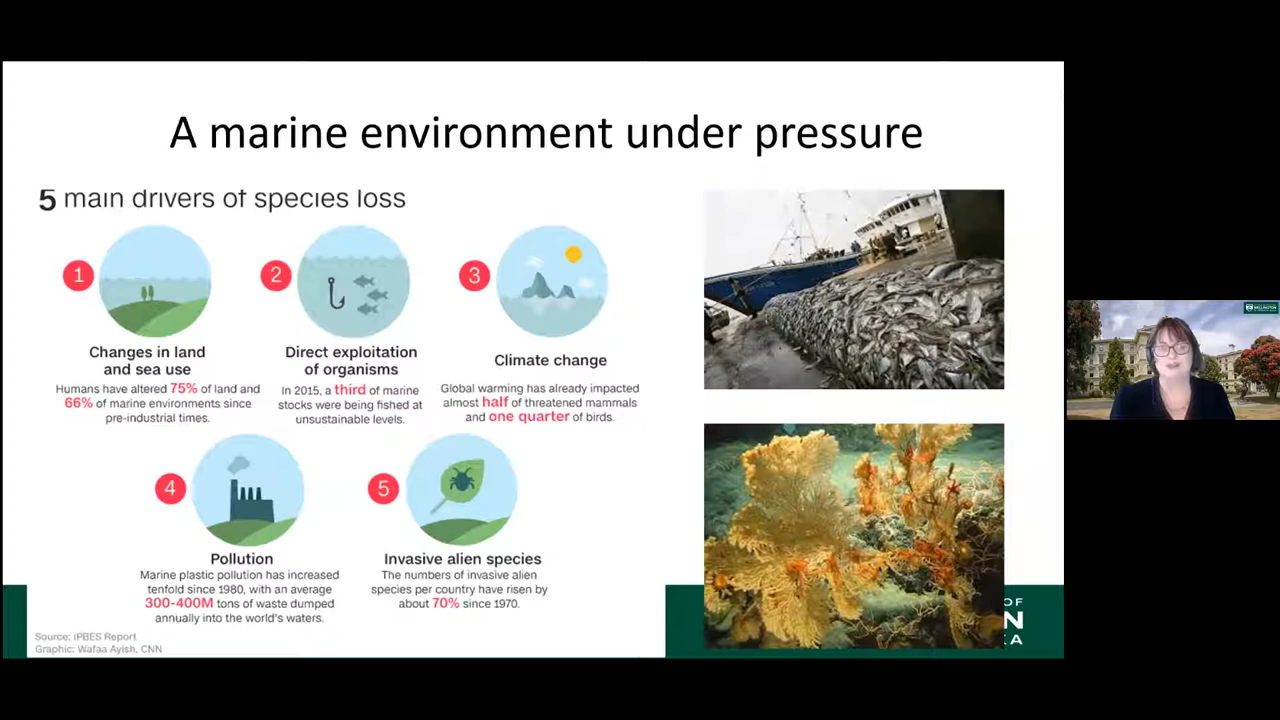 A marine environment under pressure
5 main drivers of species loss
1
2
3
Changes in land
and sea use
Humans have altered 75% of land and
66% of marine environments since
pre-industrial times.
Direct exploitation
of organisms
In 2015, a third of marine
stocks were being fished at
unsustainable levels.
Climate change
Global warming has already impacted
almost half of threatened mammals
and one quarter of birds.
4
5
Pollution
Marine plastic pollution has increased
tenfold since 1980, with an average
300-400M tons of waste dumped
annually into the world's waters.
Invasive alien species
The numbers of invasive alien
species per country have risen by
about 70% since 1970.
Source: IPBES Report
Graphic: Wafaa Ayish, CNN
OF
N
KA
WELLINGTON